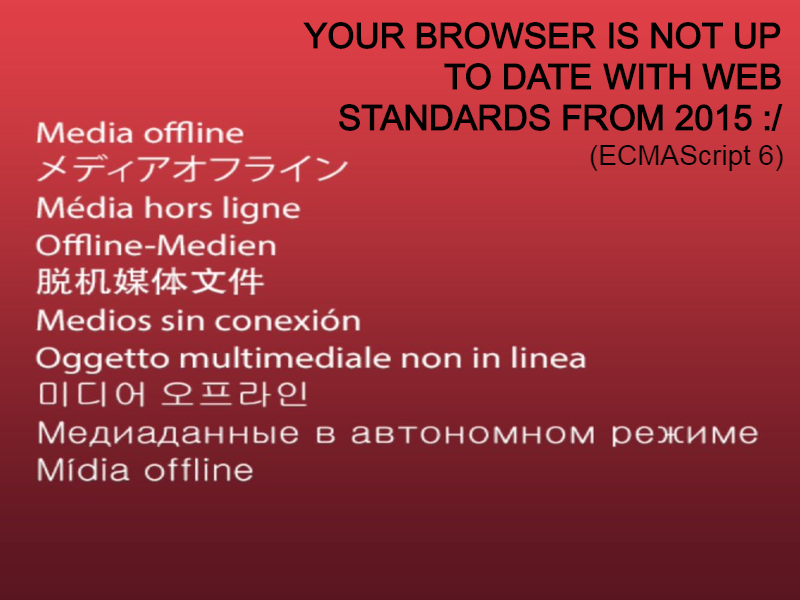 YOUR BROWSER IS NOT UP
TO DATE WITH WEB
STANDARDS FROM 2015 :/
(ECMAScript 6)
Media offline
メディアオフライン
Média hors ligne
Offline-Medien
脱机媒体文件
Medios sin conexión
Oggetto multimediale non in linea
미디어 오프라인
Медиаданные в автономном режиме
Mídia offline